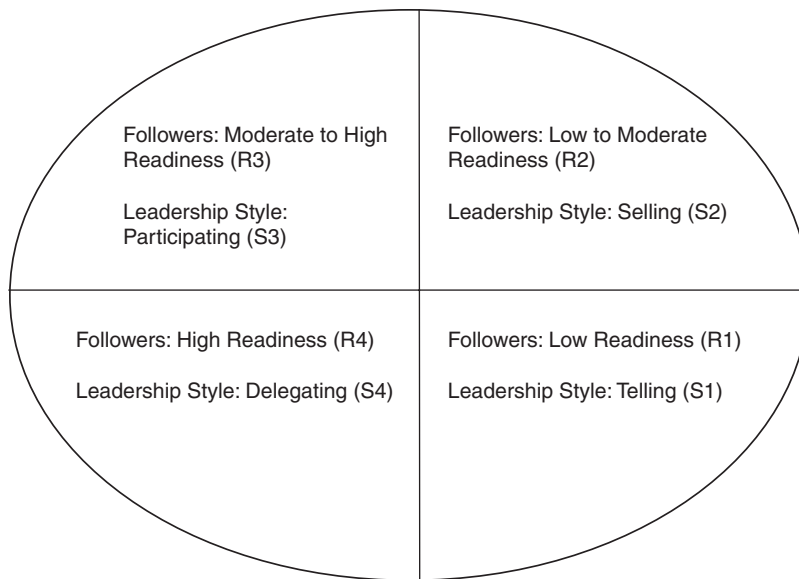 Followers: Moderate to High
Readiness (R3)
Leadership Style:
Participating (S3)
Followers: Low to Moderate
Readiness (R2)
Leadership Style: Selling (S2)
Followers: High Readiness (R4)
Leadership Style: Delegating (S4)
Followers: Low Readiness (R1)
Leadership Style: Telling (S1)